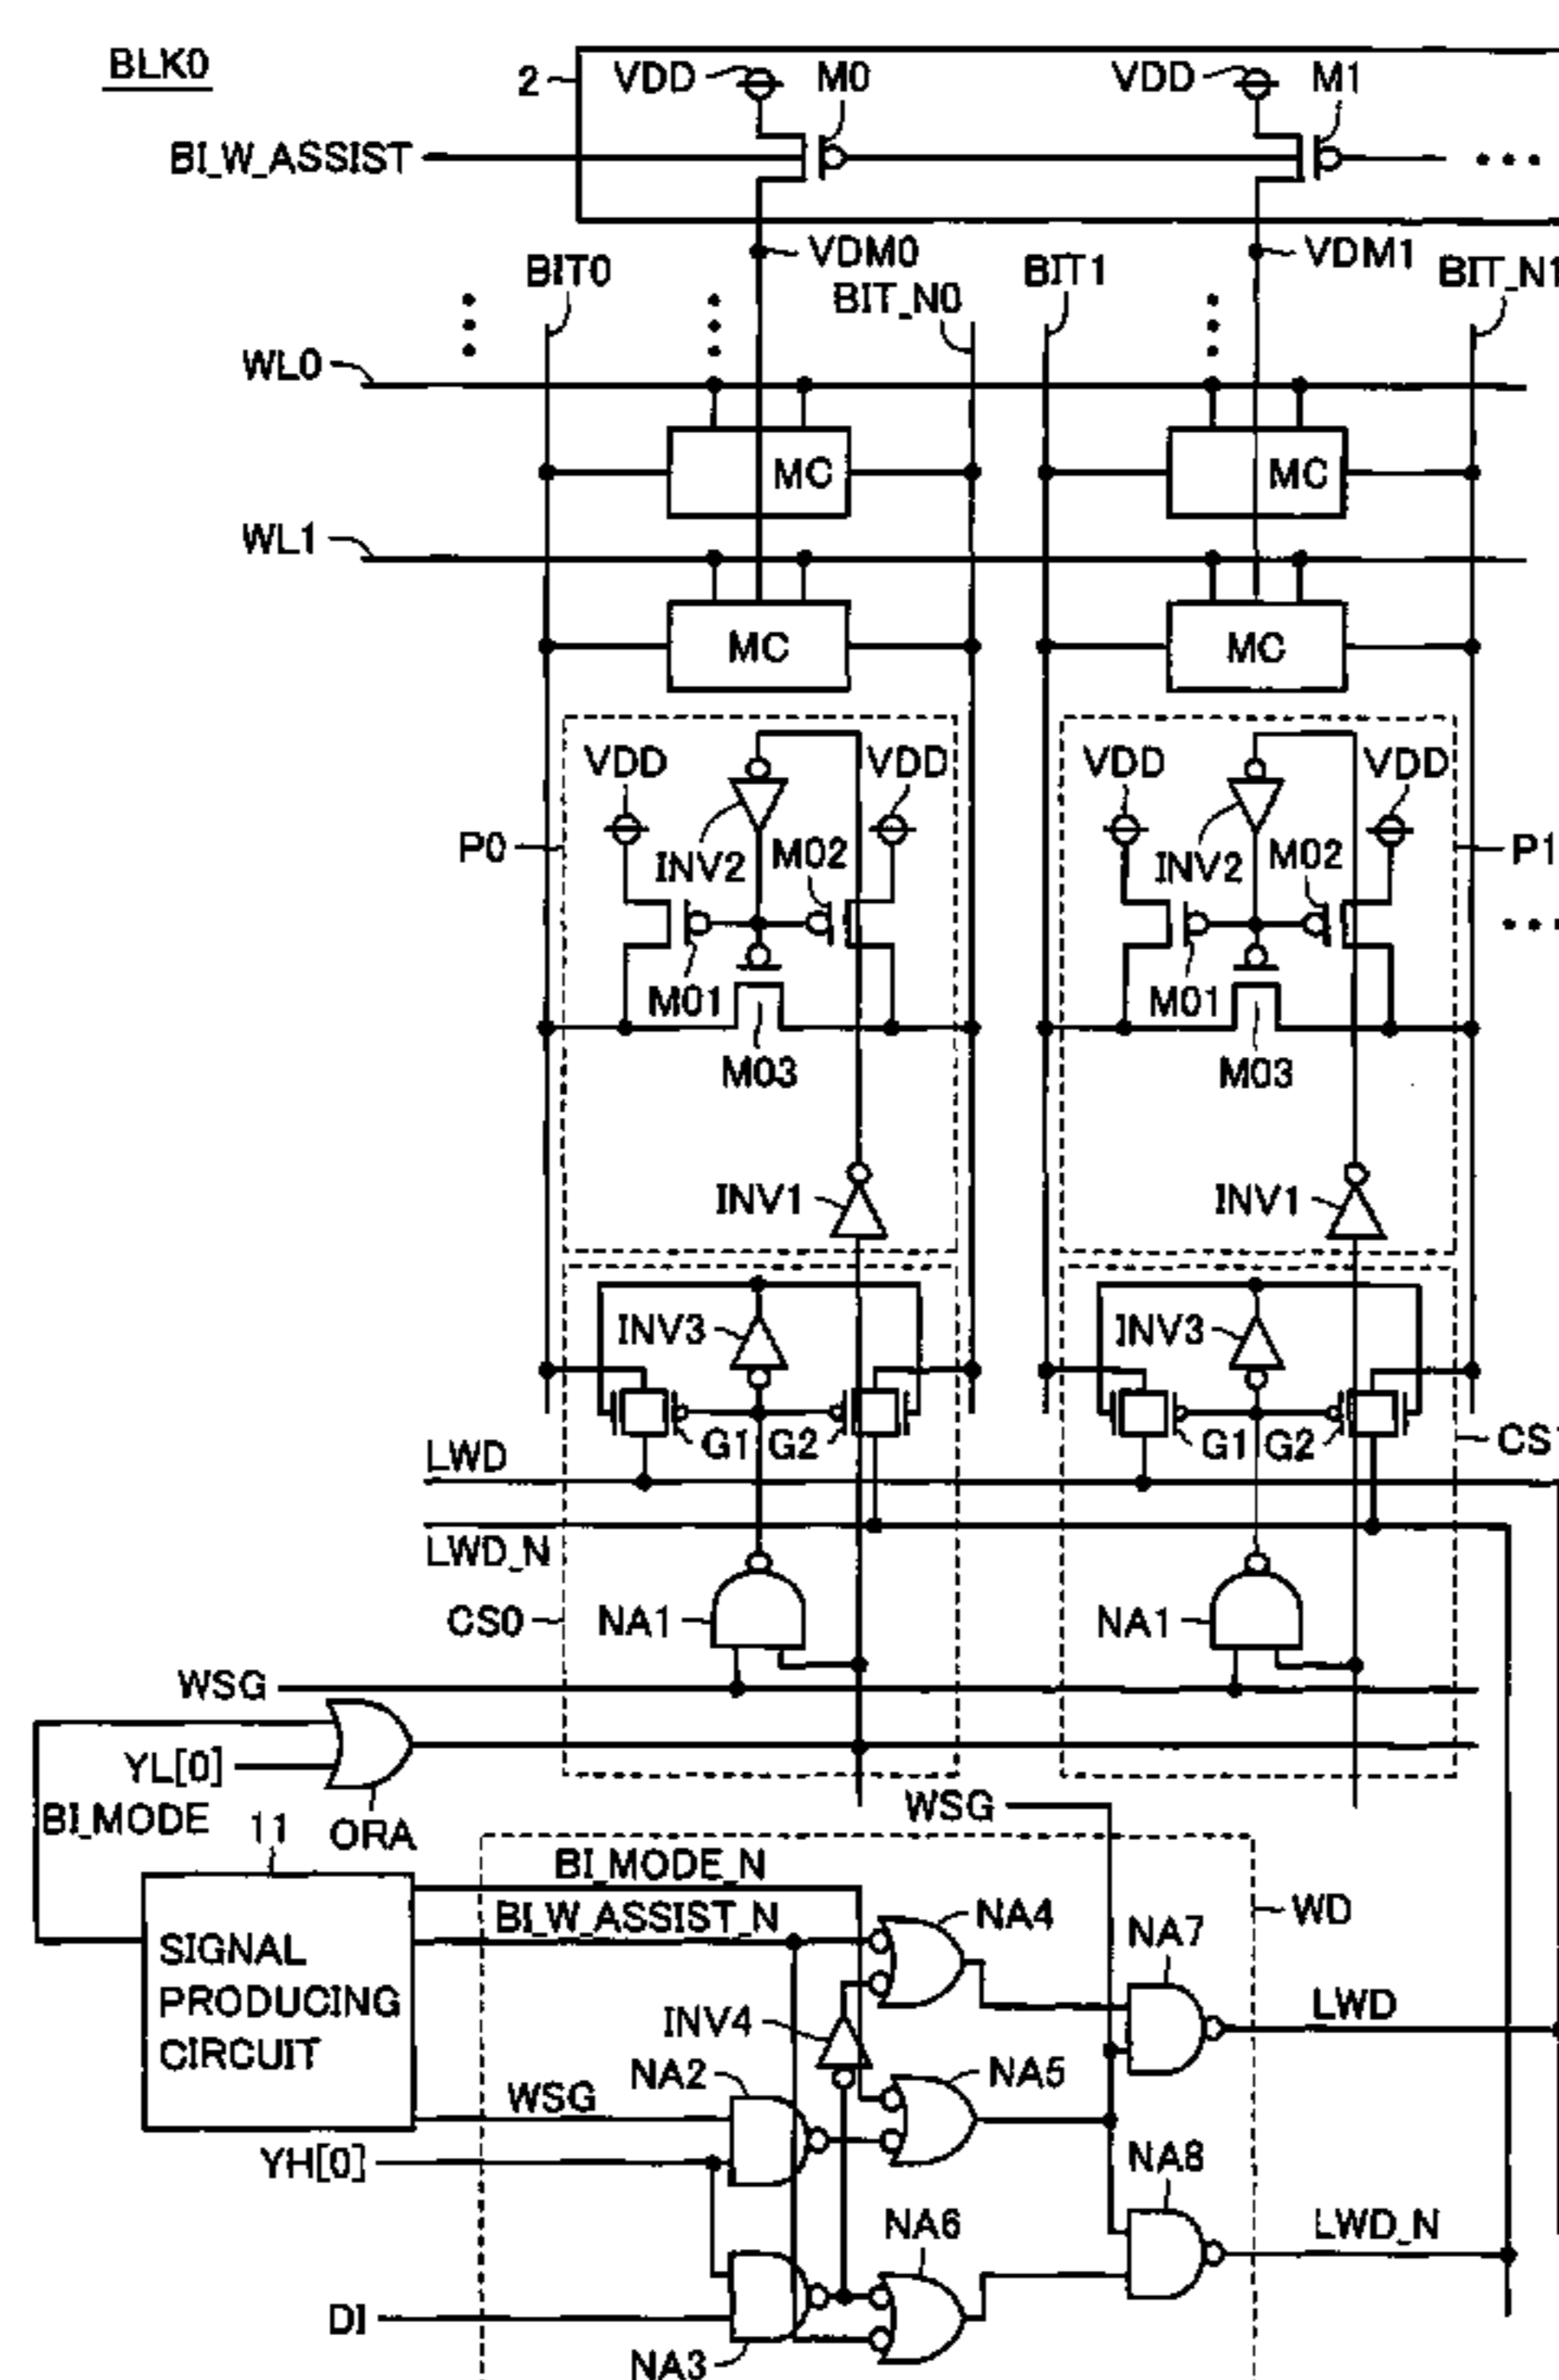 BLK0
2
VDD
M0
VDD
M1
BI_W_ASSIST
VDM0
VDM1
BIT0
BIT_N0
BIT1
BIT_N1
WL0
MC
MC
WL1
MC
MC
VDD
VDD
VDD
VDD
P0
INV2
M02
INV2
M02
P1
M01
M01
M03
M03
INV1
INV1
INV3
INV3
G1
G2
G1
G2
CS1
LWD
LWD_N
CS0
NA1
NA1
WSG
YL[0]
BI_MODE
11
ORA
WSG
BI_MODE_N
BI_W_ASSIST_N
NA4
WD
NA7
SIGNAL
PRODUCING
CIRCUIT
INV4
LWD
NA2
NA5
WSG
YH[0]
NA8
NA6
LWD_N
DI
NA3